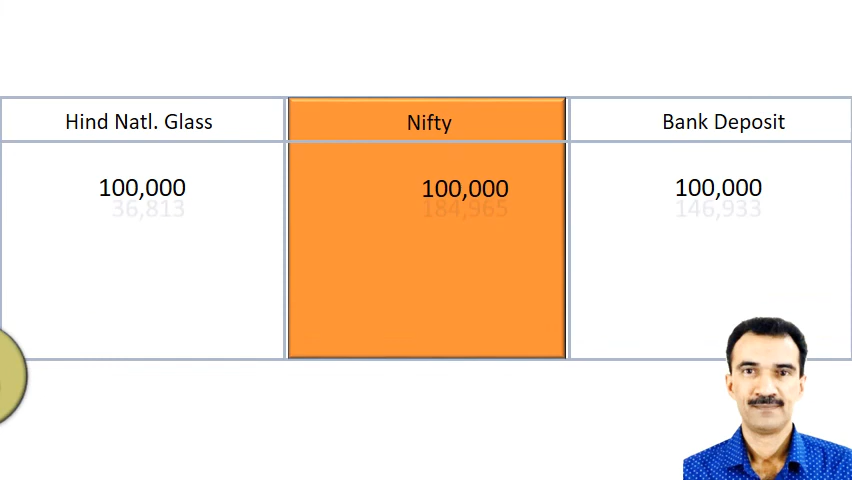 Hind Natl. Glass
Nifty
Bank Deposit
100,000
100,000
100,000
36,813
184,965
146,933